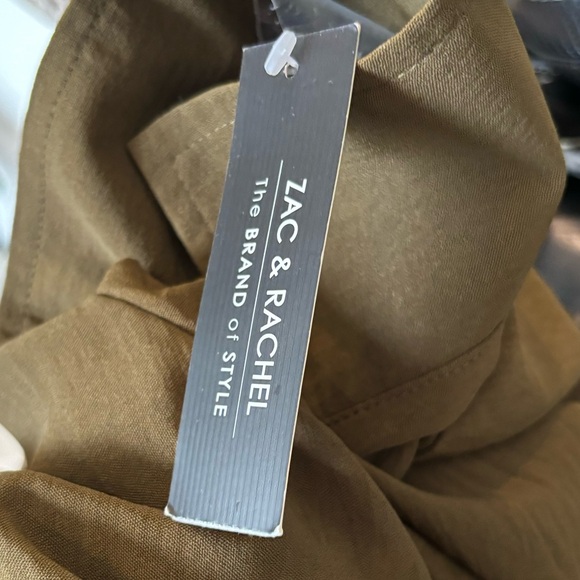 ZAC & RACHEL
The BRAND of STYLE